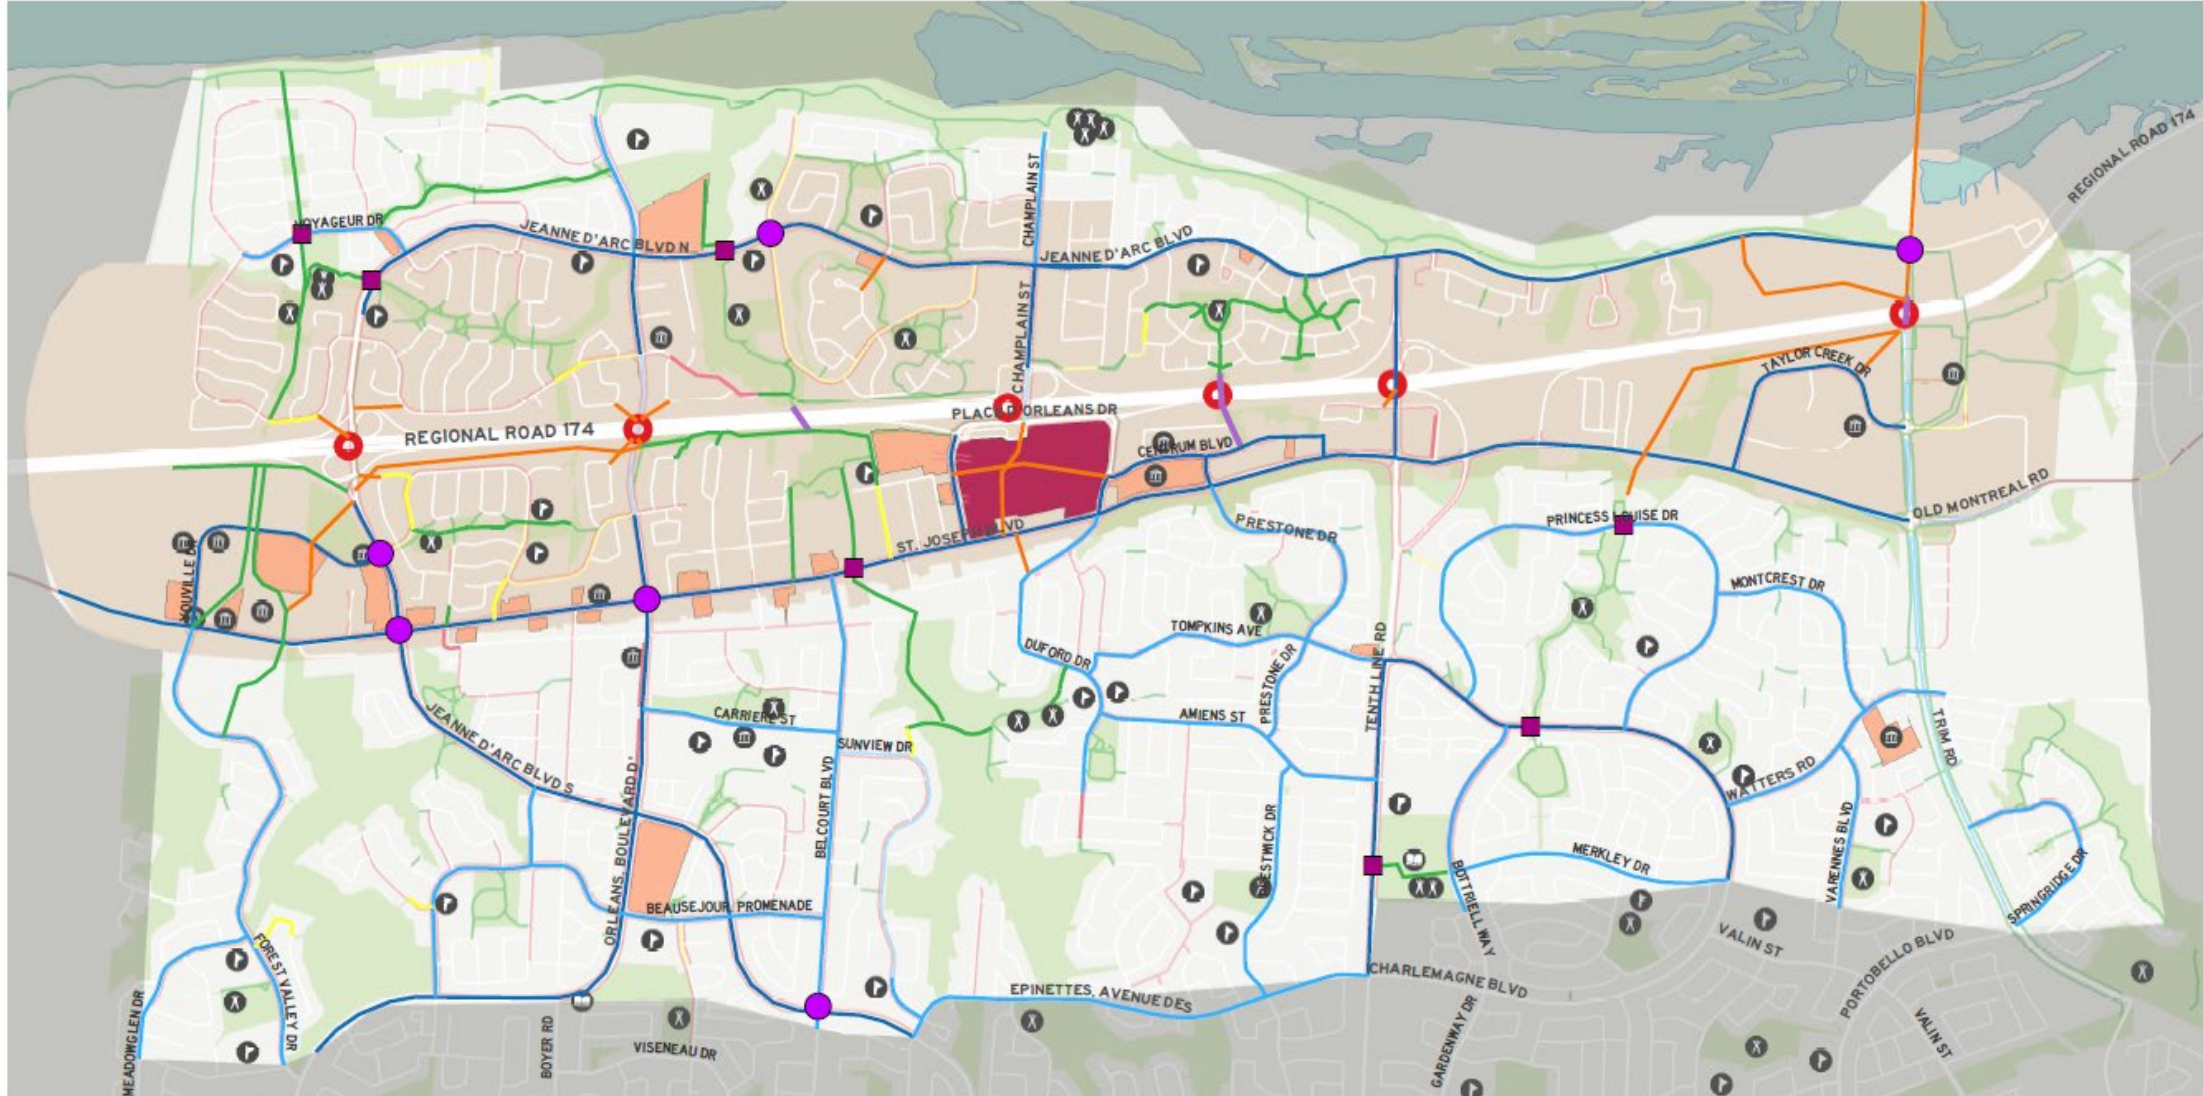 REGIONAL ROAD 174
VOYAGEUR DR
JEANNE D'ARC BLVD N
CHAMPLAIN ST
JEANNE D'ARC BLVD
CHAMPLAIN ST
TAYLOR CREEK DR
PLACE D'ORLEANS DR
REGIONAL ROAD 174
CENTRUM BLVD
OLD MONTREAL RD
PRESTONE DR
PRINCESS LOUISE DR
ST. JOSEPH BLVD
YOUVILLE DR
MONTCREST DR
TOMPKINS AVE
DUFORD DR
TENTH LINE RD
PRESTONE DR
AMIENS ST
CARRIERE ST
JEANNE D'ARC BLVD S
SUNVIEW DR
TRIM RD
WATTERS RD
BELCOURT BLVD
ORLEANS, BOULEVARD D'
PRESTWICK DR
VARENNES BLVD
MERKLEY DR
BOTTRIELL WAY
SPRINGRIDGE DR
BEAUSEJOUR PROMENADE
FOREST VALLEY DR
VALIN ST
PORTOBELLO BLVD
CHARLEMAGNE BLVD
EPINETTES, AVENUE DES
MEADOWGLEN DR
BOYER RD
VISENEAU DR
GARDENWAY DR
VALIN ST